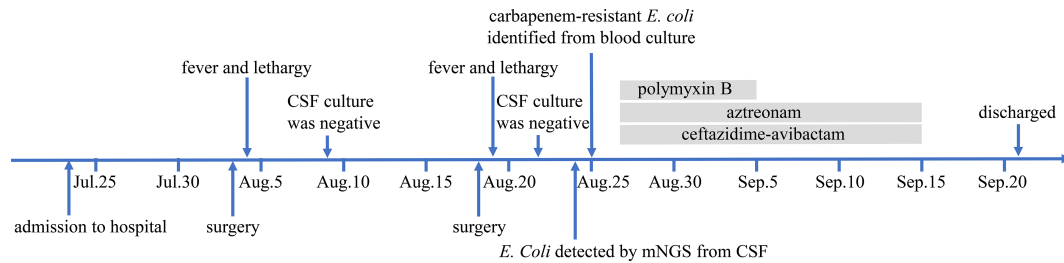 carbapenem-resistant E. coli
identified from blood culture
fever and lethargy
fever and lethargy
CSF culture
was negative
CSF culture
was negative
polymyxin B
aztreonam
ceftazidime-avibactam
discharged
Jul.25
Jul.30
Aug.5
Aug.10
Aug.15
Aug.20
Aug.25
Aug.30
Sep.5
Sep.10
Sep.15
Sep.20
admission to hospital
surgery
surgery
E. Coli detected by mNGS from CSF